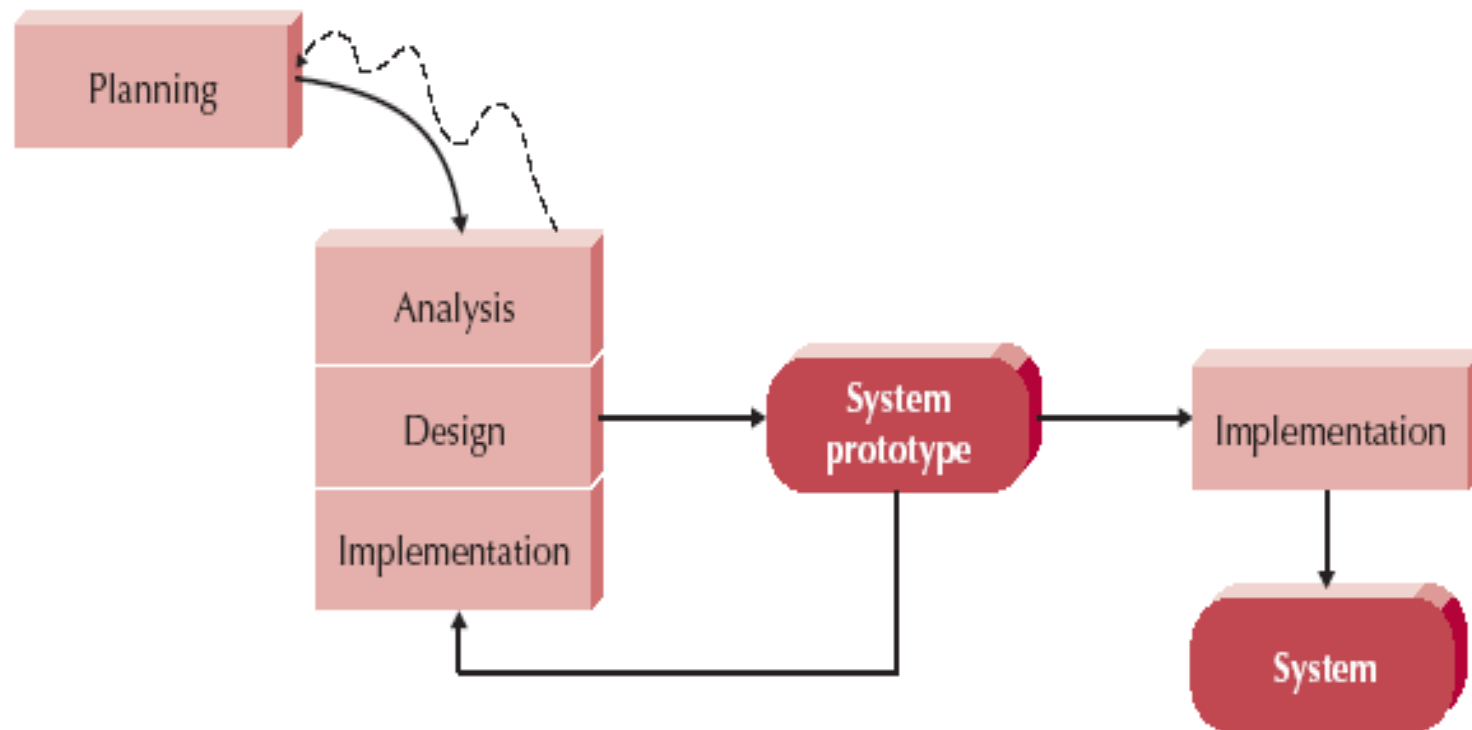 Planning
Analysis
Design
Implementation
System
prototype
Implementation
System